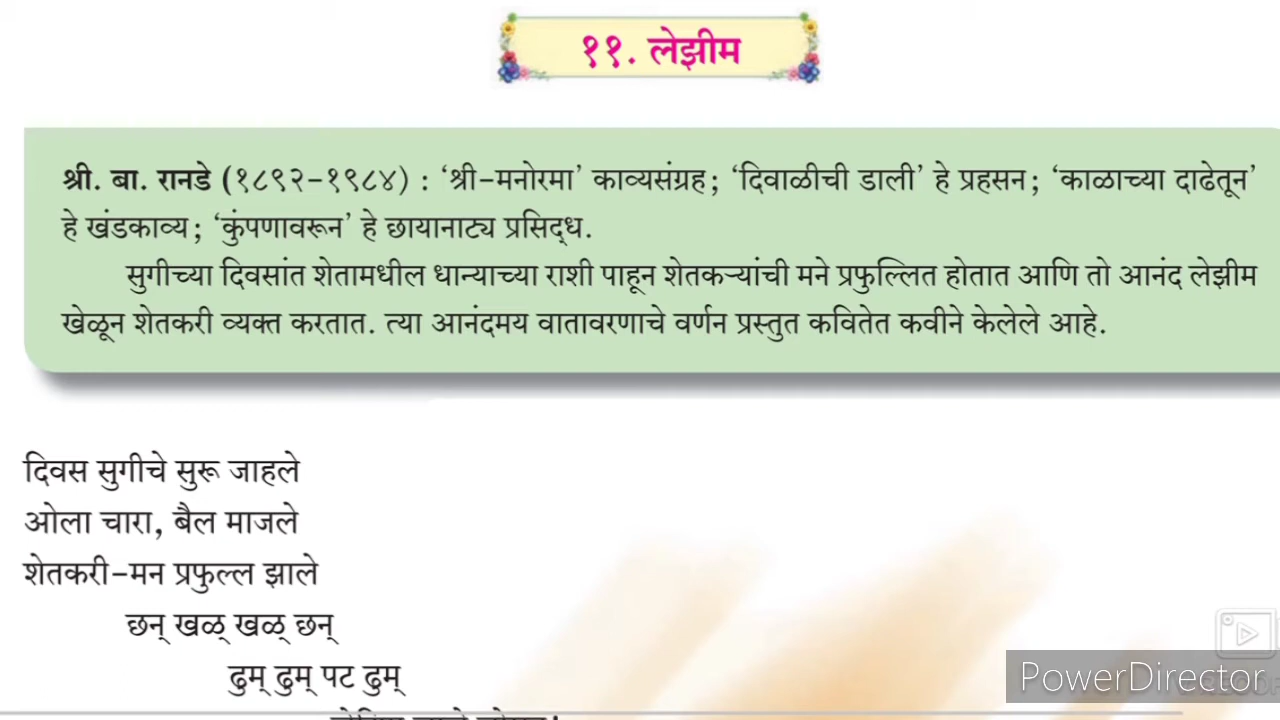 ११. लेझीम
श्री. बा. रानडे (१८९२-१९८४) : ‘श्री-मनोरमा’ काव्यसंग्रह; ‘दिवाळीची डाली’ हे प्रहसन; ‘काळाच्या दाढेतून’
हे खंडकाव्य; ‘कुंपणावरून’ हे छायानाट्य प्रसिद्ध.
सुगीच्या दिवसांत शेतामधील धान्याच्या राशी पाहून शेतकऱ्यांची मने प्रफुल्लित होतात आणि तो आनंद लेझीम
खेळून शेतकरी व्यक्त करतात. त्या आनंदमय वातावरणाचे वर्णन प्रस्तुत कवितेत कवीने केलेले आहे.
दिवस सुगीचे सुरू जाहले
ओला चारा, बैल माजले
शेतकरी-मन प्रफुल्ल झाले
छन् खळ् खळ् छन्
ढुम् ढुम् पट ढुम्
PowerDirector